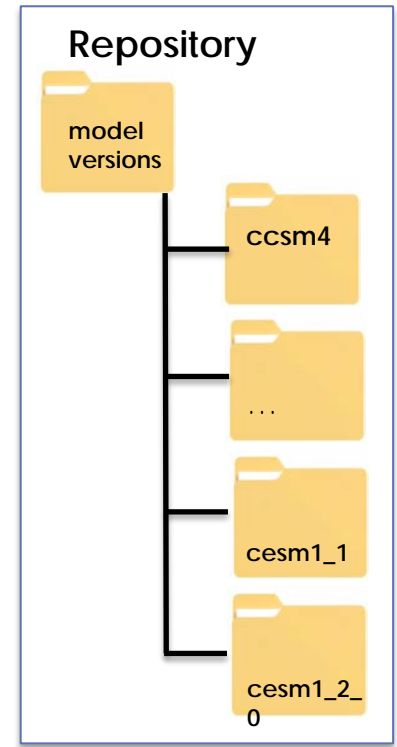 Repository
model
versions
ccsm4
...
cesm1_1
cesm1_2_
0